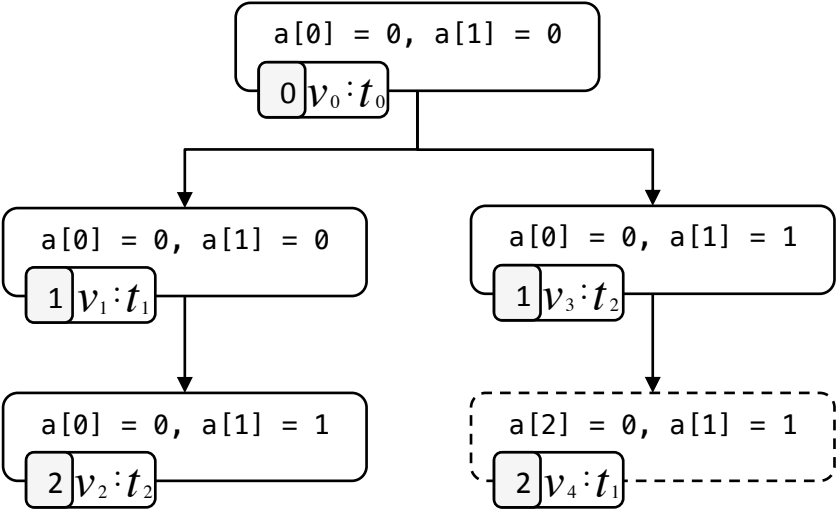 a[0] = 0, a[1] = 0
0 v₀:t₀
a[0] = 0, a[1] = 0
1 v₁:t₁
a[0] = 0, a[1] = 1
1 v₃:t₂
a[0] = 0, a[1] = 1
2 v₂:t₂
a[2] = 0, a[1] = 1
2 v₄:t₁